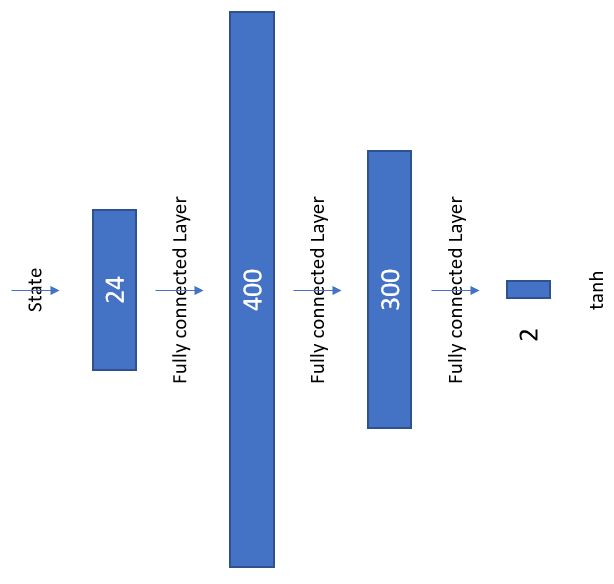 State
24
Fully connected Layer
400
Fully connected Layer
300
Fully connected Layer
2
tanh